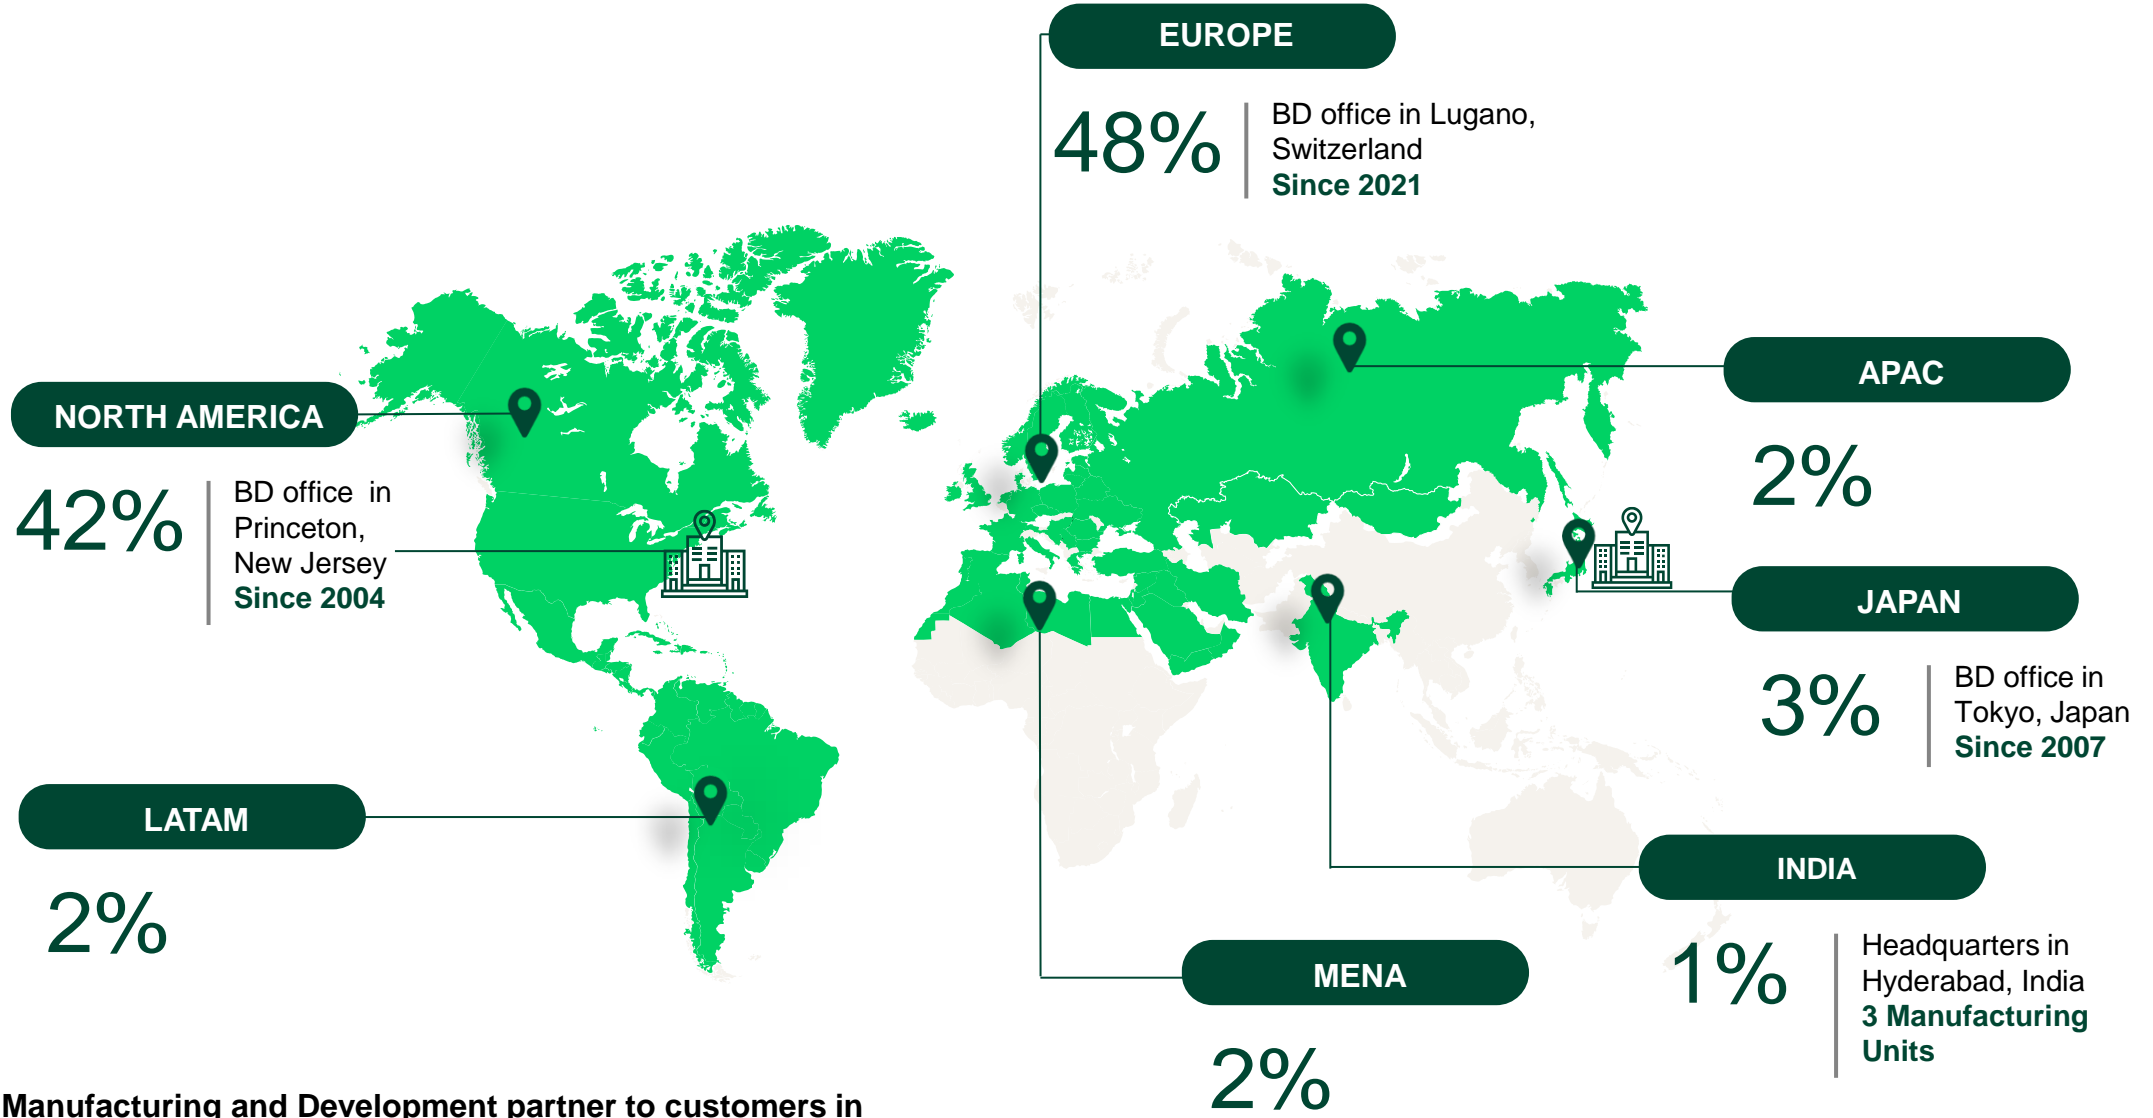 EUROPE
48%
BD office in Lugano,
Switzerland
Since 2021
NORTH AMERICA
42%
BD office in
Princeton,
New Jersey
Since 2004
APAC
2%
JAPAN
3%
BD office in
Tokyo, Japan
Since 2007
LATAM
2%
INDIA
1%
Headquarters in
Hyderabad, India
3 Manufacturing
Units
MENA
2%
Manufacturing and Development partner to customers in